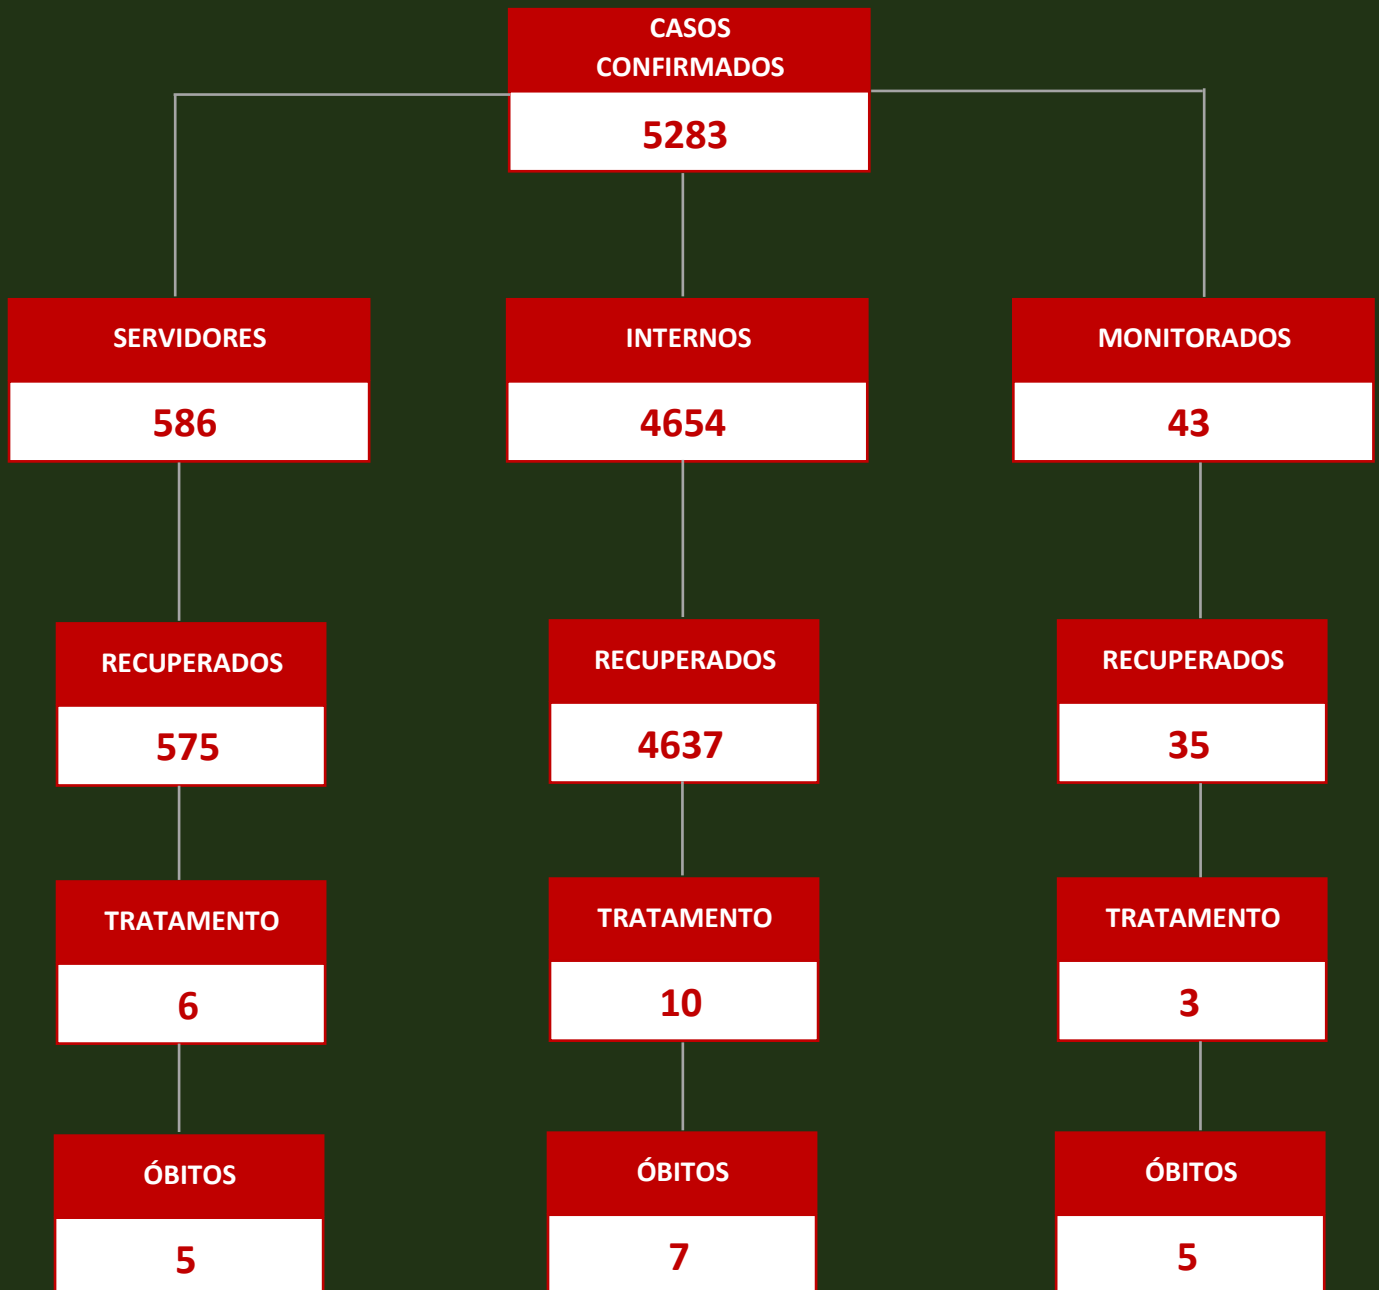 CASOS
CONFIRMADOS
5283
SERVIDORES
INTERNOS
MONITORADOS
586
4654
43
RECUPERADOS
RECUPERADOS
RECUPERADOS
575
4637
35
TRATAMENTO
TRATAMENTO
TRATAMENTO
6
10
3
ÓBITOS
ÓBITOS
ÓBITOS
5
7
5